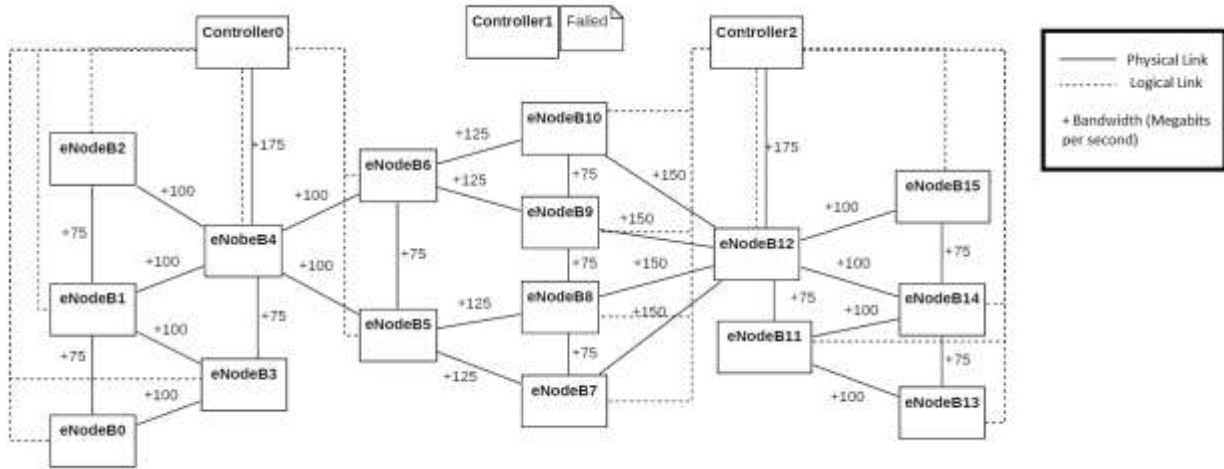 Controller0
Controller1
Failed
Controller2
Physical Link
Logical Link
+ Bandwidth (Megabits
per second)
eNodeB2
+175
+125
eNodeB10
+175
eNodeB6
+100
+125
+75
+150
eNodeB15
+100
eNodeB9
+150
+100
+75
eNobeB4
eNodeB12
+75
+75
+75
+150
+75
+100
+100
+100
eNodeB1
eNodeB8
+75
eNodeB14
+125
+150
+100
+100
+75
eNodeB5
eNodeB11
+75
+75
+75
eNodeB3
+125
eNodeB7
+100
+100
eNodeB13
eNodeB0